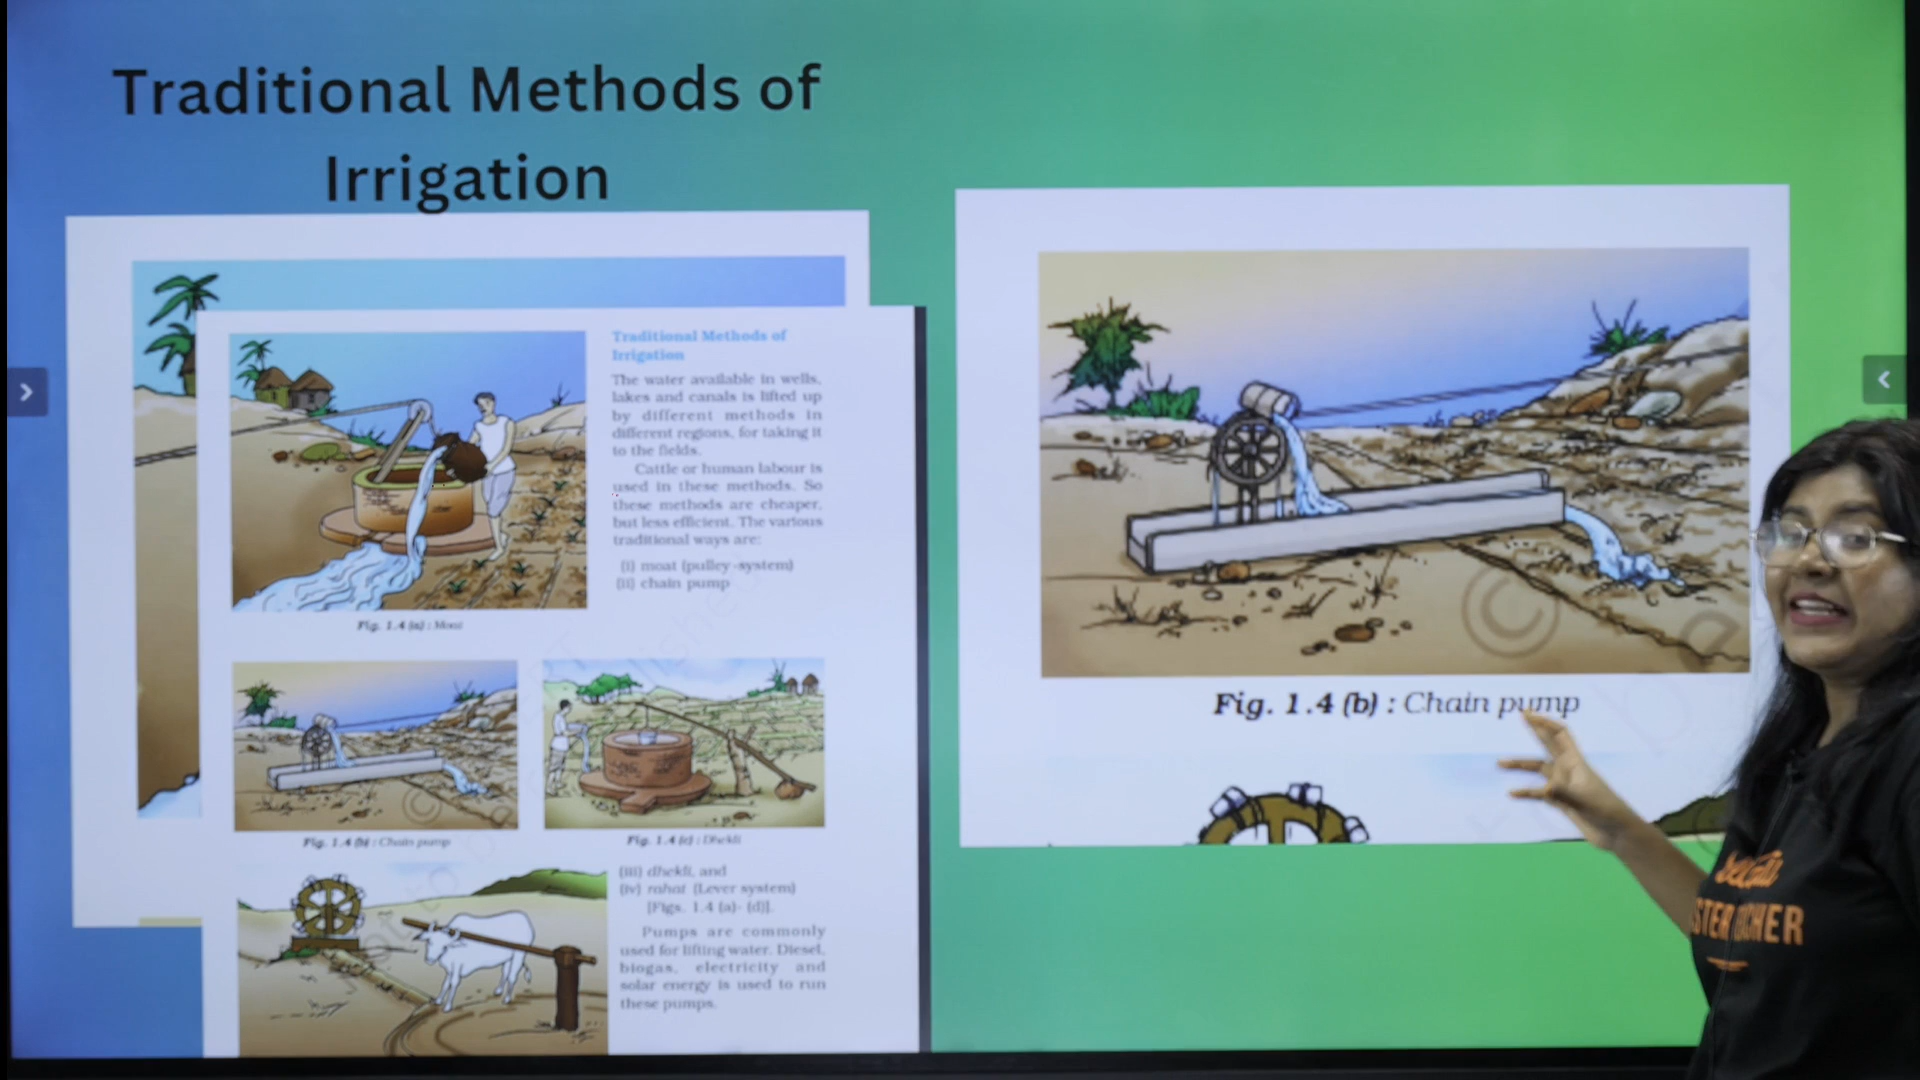 Traditional Methods of
Irrigation
Traditional Methods of
Irrigation
The water available in wells,
lakes and canals is lifted up
by different methods in
different regions, for taking it
to the fields.
Cattle or human labour is
used in these methods. So
these methods are cheaper,
but less efficient. The various
traditional ways are:
(i) moat (pulley-system)
(ii) chain pump
Fig. 1.4 (a) : Moat
Fig. 1.4 (b) : Chain pump
Fig. 1.4 (c) : Dhekli
(iii) dhekli, and
(iv) rahat (Lever system)
[Figs. 1.4 (a)- (d)].
Pumps are commonly
used for lifting water. Diesel,
biogas, electricity and
solar energy is used to run
these pumps.
Fig. 1.4 (b) : Chain pump
©